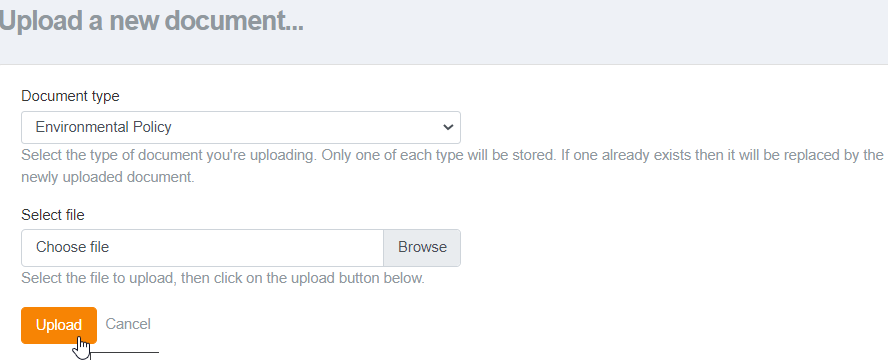 Upload a new document...
Document type
Environmental Policy
Select the type of document you're uploading. Only one of each type will be stored. If one already exists then it will be replaced by the
newly uploaded document.
Select file
Choose file Browse
Select the file to upload, then click on the upload button below.
Upload Cancel